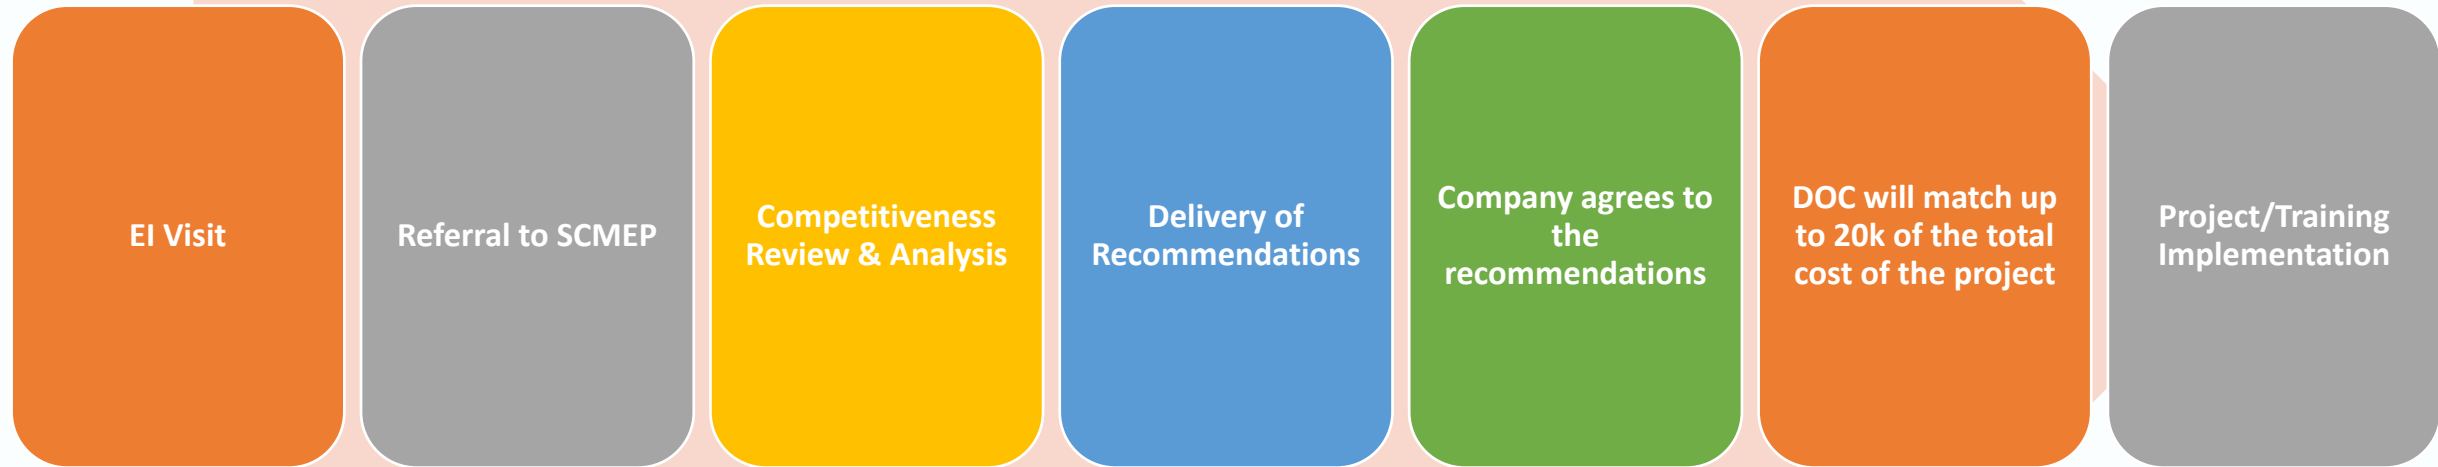 EI Visit
Referral to SCMEP
Competitiveness
Review & Analysis
Delivery of
Recommendations
Company agrees to
the
recommendations
DOC will match up
to 20k of the total
cost of the project
Project/Training
Implementation